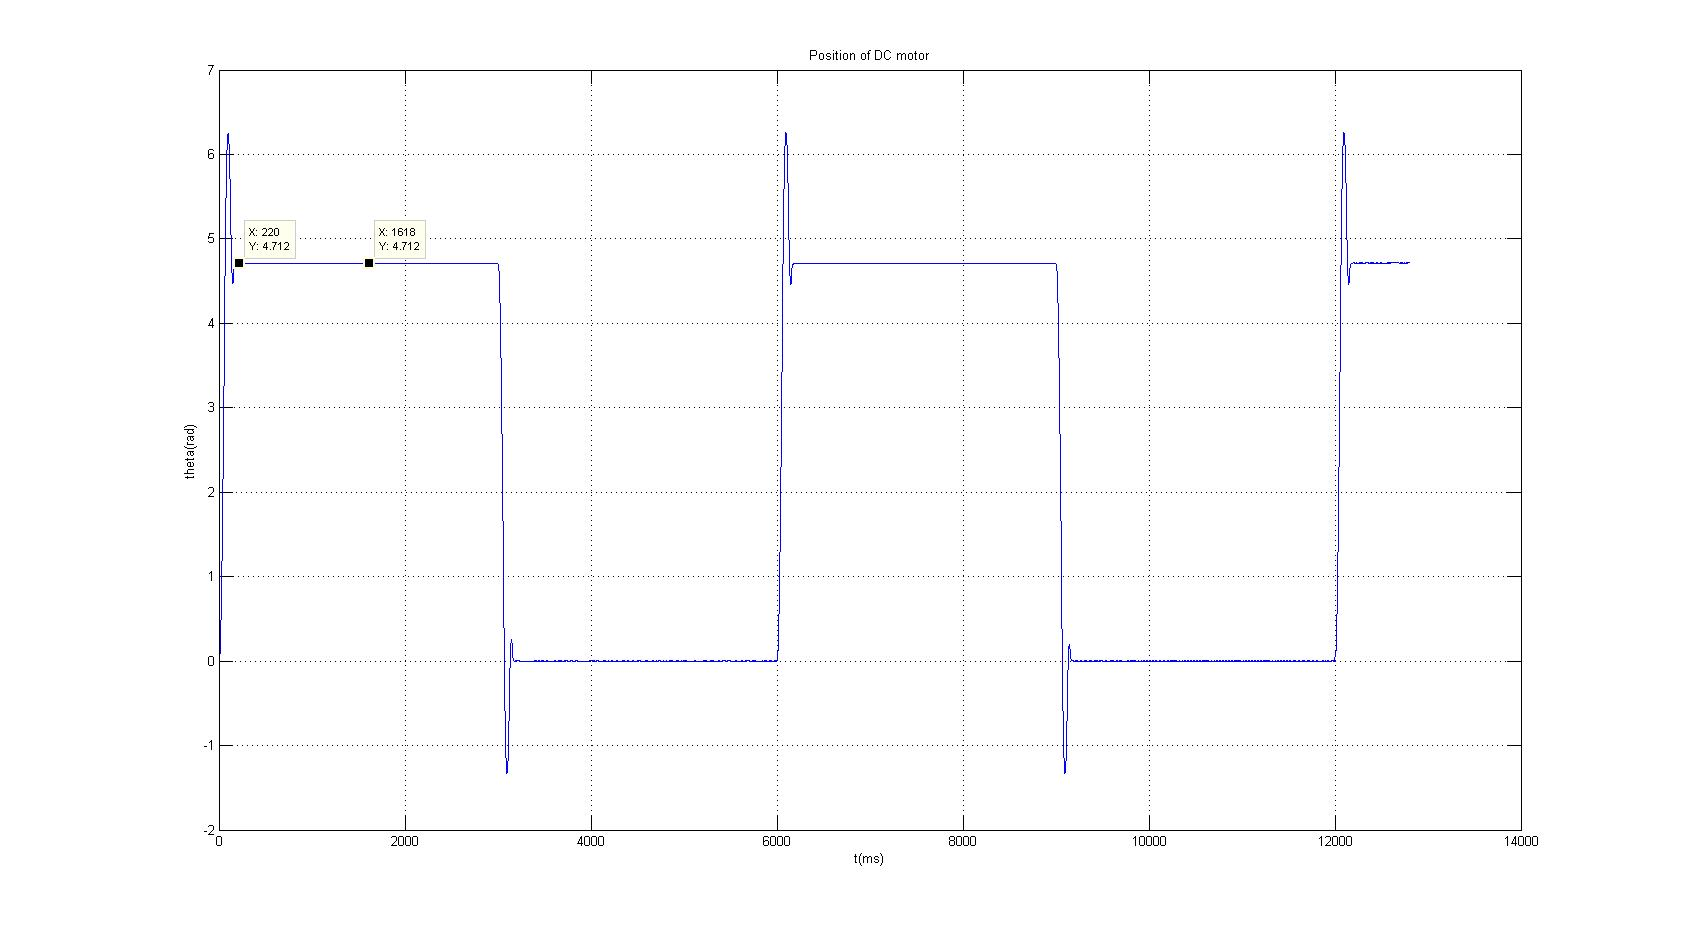 Position of DC motor
7
6
5
4
3
2
1
0
-1
-2
theta(rad)
X: 220
Y: 4.712
X: 1618
Y: 4.712
0
2000
4000
6000
8000
10000
12000
14000
t(ms)